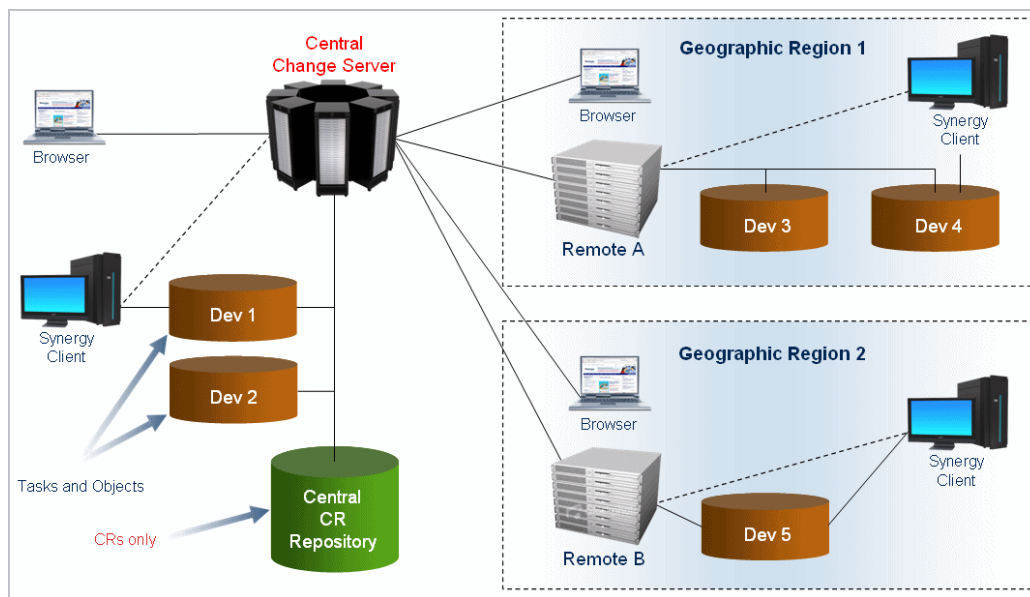 Central
Change Server
Browser
Synergy
Client
Dev 1
Dev 2
Tasks and Objects
CRs only
Central
CR
Repository
Geographic Region 1
Browser
Synergy
Client
Remote A
Dev 3
Dev 4
Geographic Region 2
Browser
Synergy
Client
Remote B
Dev 5